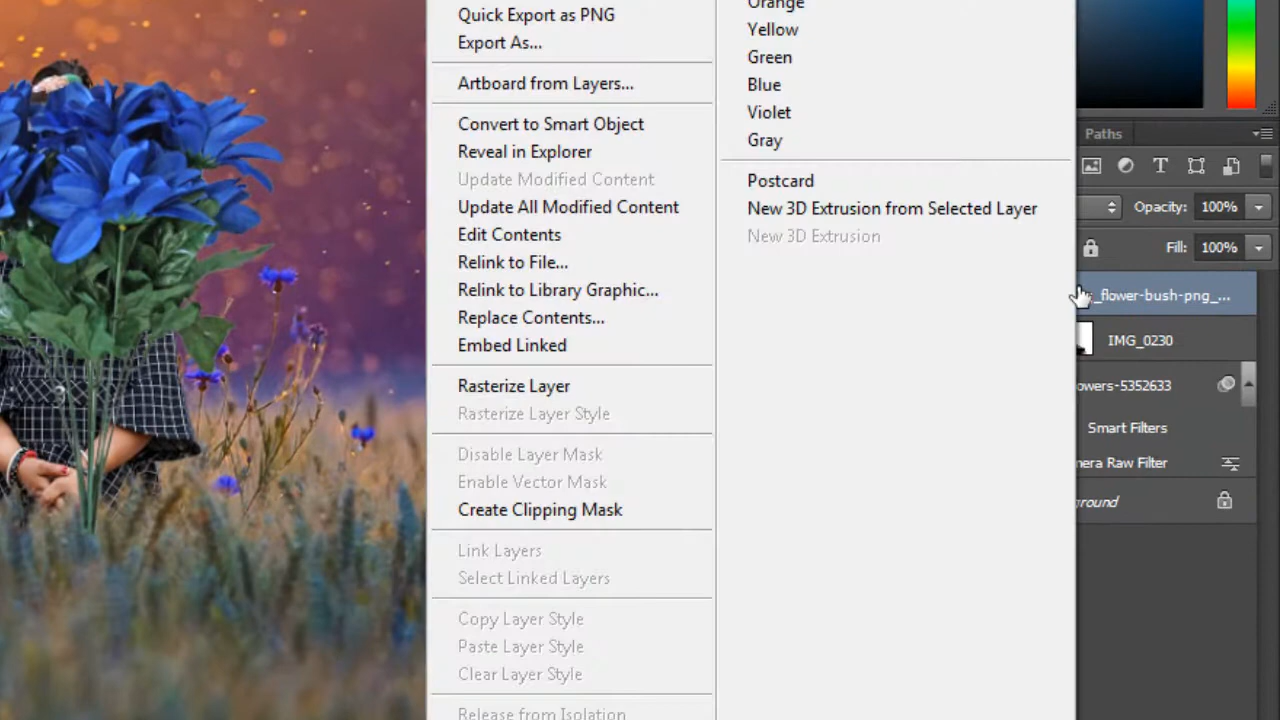 Quick Export as PNG
Export As...
Artboard from Layers...
Convert to Smart Object
Reveal in Explorer
Update Modified Content
Update All Modified Content
Edit Contents
Relink to File...
Relink to Library Graphic...
Replace Contents...
Embed Linked
Rasterize Layer
Rasterize Layer Style
Disable Layer Mask
Enable Vector Mask
Create Clipping Mask
Link Layers
Select Linked Layers
Copy Layer Style
Paste Layer Style
Clear Layer Style
Release from Isolation
Orange
Yellow
Green
Blue
Violet
Gray
Postcard
New 3D Extrusion from Selected Layer
New 3D Extrusion
Paths
Opacity: 100%
Fill: 100%
_flower-bush-png_...
IMG_0230
owers-5352633
Smart Filters
nera Raw Filter
ground